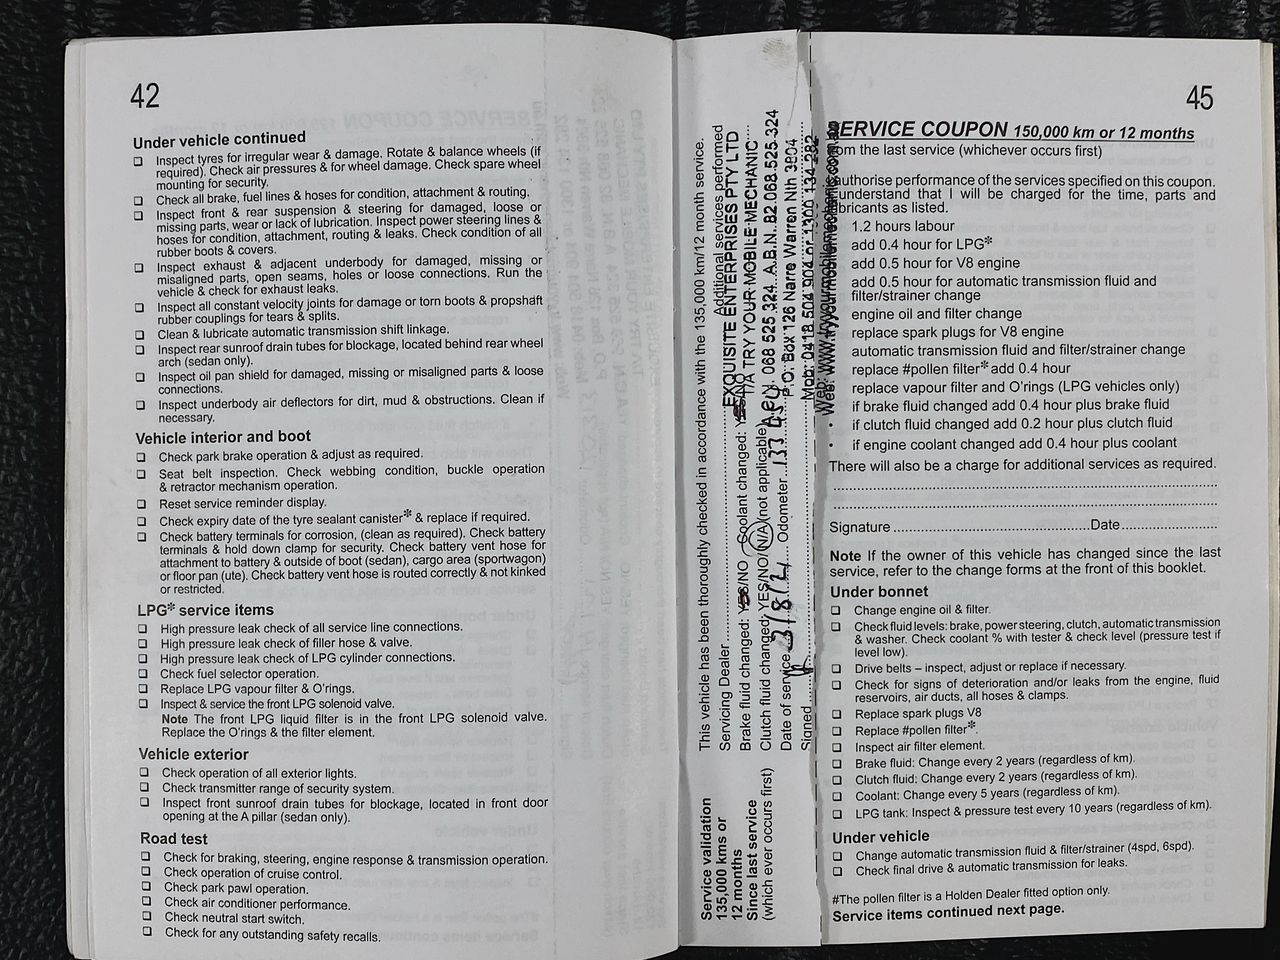 42
Under vehicle continued
❑ Inspect tyres for irregular wear & damage. Rotate & balance wheels (if
required). Check air pressures & for wheel damage. Check spare wheel
mounting for security.
❑ Check all brake, fuel lines & hoses for condition, attachment & routing.
❑ Inspect front & rear suspension & steering for damaged, loose or
missing parts, wear or lack of lubrication. Inspect power steering lines &
hoses for condition, attachment, routing & leaks. Check condition of all
rubber boots & covers.
❑ Inspect exhaust & adjacent underbody for damaged, missing or
misaligned parts, open seams, holes or loose connections. Run the
vehicle & check for exhaust leaks.
❑ Inspect all constant velocity joints for damage or torn boots & propshaft
rubber couplings for tears & splits.
❑ Clean & lubricate automatic transmission shift linkage.
❑ Inspect rear sunroof drain tubes for blockage, located behind rear wheel
arch (sedan only).
❑ Inspect oil pan shield for damaged, missing or misaligned parts & loose
connections.
❑ Inspect underbody air deflectors for dirt, mud & obstructions. Clean if
necessary.
Vehicle interior and boot
❑ Check park brake operation & adjust as required.
❑ Seat belt inspection. Check webbing condition, buckle operation
& retractor mechanism operation.
❑ Reset service reminder display.
❑ Check expiry date of the tyre sealant canister* & replace if required.
❑ Check battery terminals for corrosion, (clean as required). Check battery
terminals & hold down clamp for security. Check battery vent hose for
attachment to battery & outside of boot (sedan), cargo area (sportwagon)
or floor pan (ute). Check battery vent hose is routed correctly & not kinked
or restricted.
LPG* service items
❑ High pressure leak check of all service line connections.
❑ High pressure leak check of filler hose & valve.
❑ High pressure leak check of LPG cylinder connections.
❑ Check fuel selector operation.
❑ Replace LPG vapour filter & O'rings.
❑ Inspect & service the front LPG solenoid valve.
Note The front LPG liquid filter is in the front LPG solenoid valve.
Replace the O'rings & the filter element.
Vehicle exterior
❑ Check operation of all exterior lights.
❑ Check transmitter range of security system.
❑ Inspect front sunroof drain tubes for blockage, located in front door
opening at the A pillar (sedan only).
Road test
❑ Check for braking, steering, engine response & transmission operation.
❑ Check operation of cruise control.
❑ Check park pawl operation.
❑ Check air conditioner performance.
❑ Check neutral start switch.
❑ Check for any outstanding safety recalls.
Service validation
135,000 kms or
12 months
Since last service
(which ever occurs first)
This vehicle has been thoroughly checked in accordance with the 135,000 km/12 month service.
Additional services performed
Servicing Dealer
EXQUISITE ENTERPRISES PTY LTD
T/A TRY YOUR MOBILE MECHANIC
A.C.N. 068 525 324 A.B.N. 82 068 525 324
P.O. Box 126 Narre Warren Nth 3804
Mob: 0418 504 904 or 1300 134 282
Web: www.tryyourmobilemechanic.com.au
Brake fluid changed: YES/NO Coolant changed: YES/NO
Clutch fluid changed YES/NO/N/A (not applicable)
Date of service 3/8/21 Odometer 133 454
Signed
45
SERVICE COUPON 150,000 km or 12 months
from the last service (whichever occurs first)
authorise performance of the services specified on this coupon.
understand that I will be charged for the time, parts and
lubricants as listed.
1.2 hours labour
add 0.4 hour for LPG*
add 0.5 hour for V8 engine
add 0.5 hour for automatic transmission fluid and
filter/strainer change
engine oil and filter change
replace spark plugs for V8 engine
automatic transmission fluid and filter/strainer change
replace #pollen filter* add 0.4 hour
replace vapour filter and O'rings (LPG vehicles only)
if brake fluid changed add 0.4 hour plus brake fluid
• if clutch fluid changed add 0.2 hour plus clutch fluid
• if engine coolant changed add 0.4 hour plus coolant
There will also be a charge for additional services as required.
Signature Date
Note If the owner of this vehicle has changed since the last
service, refer to the change forms at the front of this booklet.
Under bonnet
❑ Change engine oil & filter.
❑ Check fluid levels: brake, power steering, clutch, automatic transmission
& washer. Check coolant % with tester & check level (pressure test if
level low).
❑ Drive belts – inspect, adjust or replace if necessary.
❑ Check for signs of deterioration and/or leaks from the engine, fluid
reservoirs, air ducts, all hoses & clamps.
❑ Replace spark plugs V8
❑ Replace #pollen filter*.
❑ Inspect air filter element.
❑ Brake fluid: Change every 2 years (regardless of km).
❑ Clutch fluid: Change every 2 years (regardless of km).
❑ Coolant: Change every 5 years (regardless of km).
❑ LPG tank: Inspect & pressure test every 10 years (regardless of km).
Under vehicle
❑ Change automatic transmission fluid & filter/strainer (4spd, 6spd).
❑ Check final drive & automatic transmission for leaks.
#The pollen filter is a Holden Dealer fitted option only.
Service items continued next page.